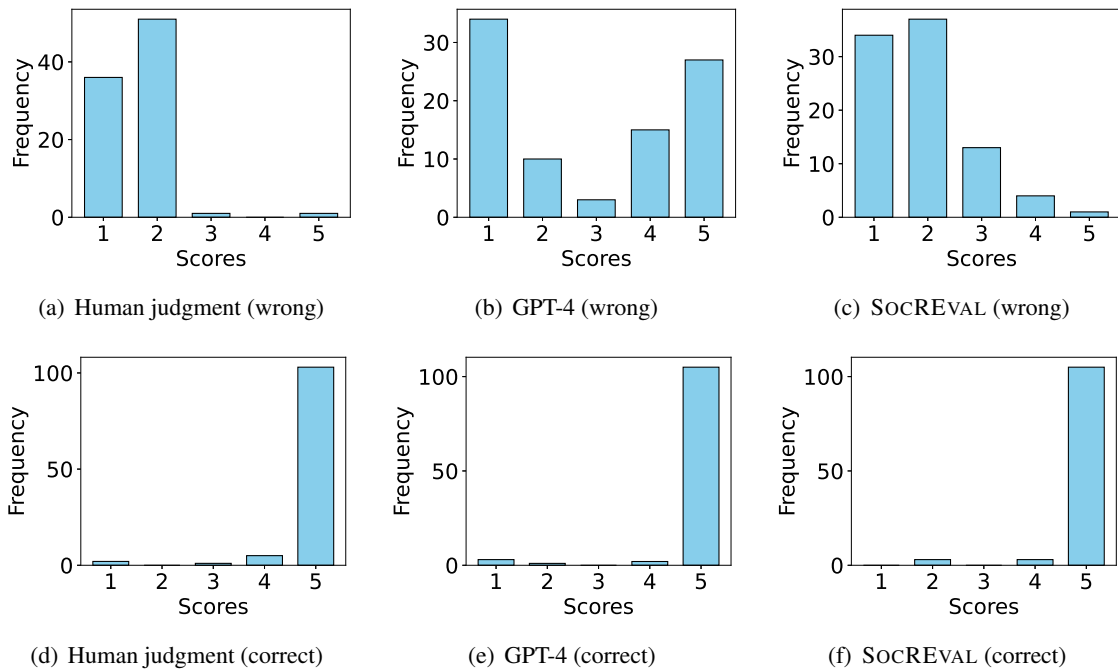 Frequency
40
20
0
1 2 3 4 5
Scores
(a) Human judgment (wrong)
Frequency
30
20
10
0
1 2 3 4 5
Scores
(b) GPT-4 (wrong)
Frequency
30
20
10
0
1 2 3 4 5
Scores
(c) SOCREVAL (wrong)
Frequency
100
50
0
1 2 3 4 5
Scores
(d) Human judgment (correct)
Frequency
100
50
0
1 2 3 4 5
Scores
(e) GPT-4 (correct)
Frequency
100
50
0
1 2 3 4 5
Scores
(f) SOCREVAL (correct)